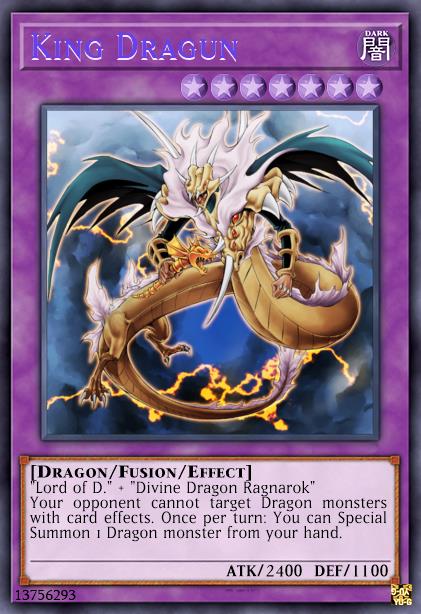 King Dragun
DARK
闇
[Dragon/Fusion/Effect]
"Lord of D." + "Divine Dragon Ragnarok"
Your opponent cannot target Dragon monsters
with card effects. Once per turn: You can Special
Summon 1 Dragon monster from your hand.
ATK/2400 DEF/1100
13756293